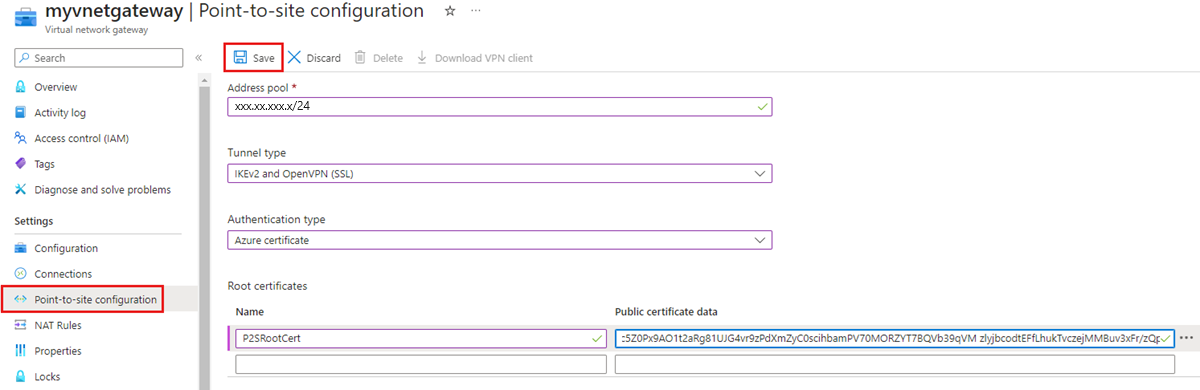 myvnetgateway | Point-to-site configuration ☆ ...
Virtual network gateway
Search «
Save Discard Delete Download VPN client
Overview
Activity log
Access control (IAM)
Tags
Diagnose and solve problems
Settings
Configuration
Connections
Point-to-site configuration
NAT Rules
Properties
Locks
Address pool *
xxx.xx.xxx.x/24
Tunnel type
IKEv2 and OpenVPN (SSL)
Authentication type
Azure certificate
Root certificates
Name Public certificate data
P2SRootCert :5Z0Px9AO1t2aRg81UJG4vr9zPdXmZyC0scihbamPV70MORZYT7BQVb39qVM zlyjbcodtEFfLhukTvczejMMBuv3xFr/zQp ...